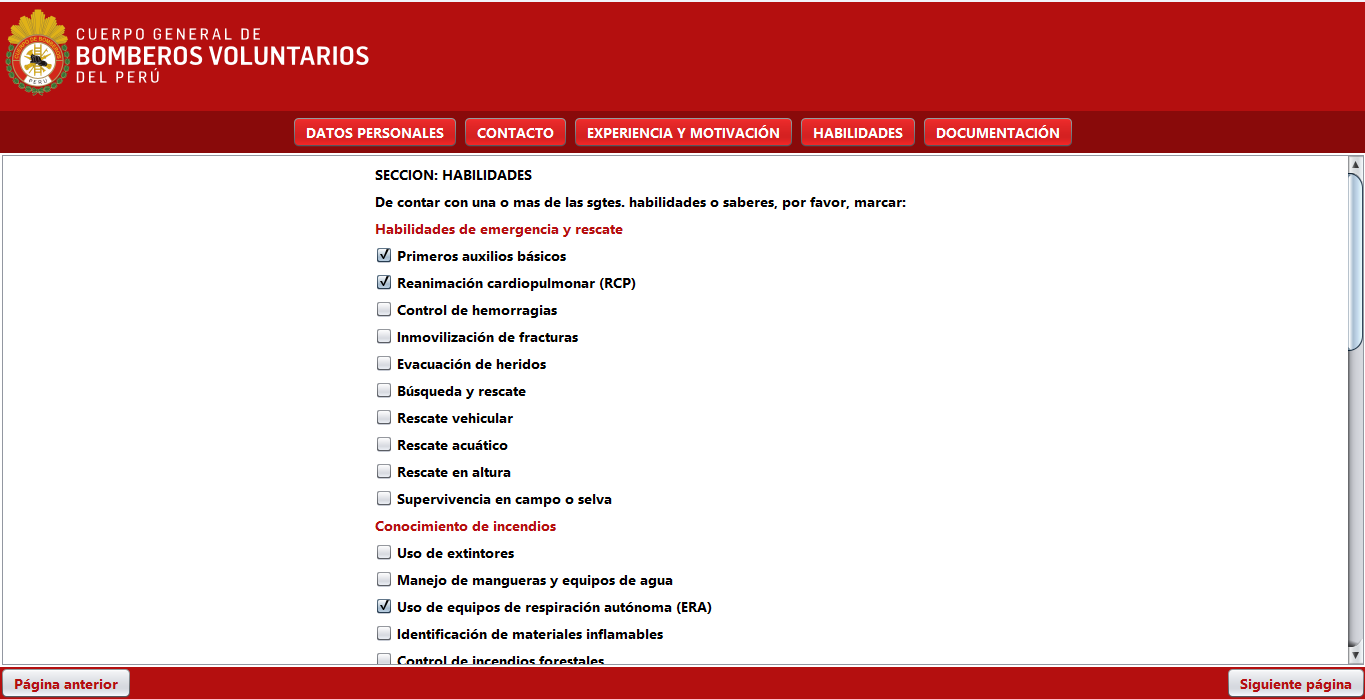 CUERPO GENERAL DE
BOMBEROS VOLUNTARIOS
DEL PERÚ
DATOS PERSONALES CONTACTO EXPERIENCIA Y MOTIVACIÓN HABILIDADES DOCUMENTACIÓN
SECCION: HABILIDADES
De contar con una o mas de las sgtes. habilidades o saberes, por favor, marcar:
Habilidades de emergencia y rescate
Primeros auxilios básicos
Reanimación cardiopulmonar (RCP)
Control de hemorragias
Inmovilización de fracturas
Evacuación de heridos
Búsqueda y rescate
Rescate vehicular
Rescate acuático
Rescate en altura
Supervivencia en campo o selva
Conocimiento de incendios
Uso de extintores
Manejo de mangueras y equipos de agua
Uso de equipos de respiración autónoma (ERA)
Identificación de materiales inflamables
Control de incendios forestales
Página anterior Siguiente página